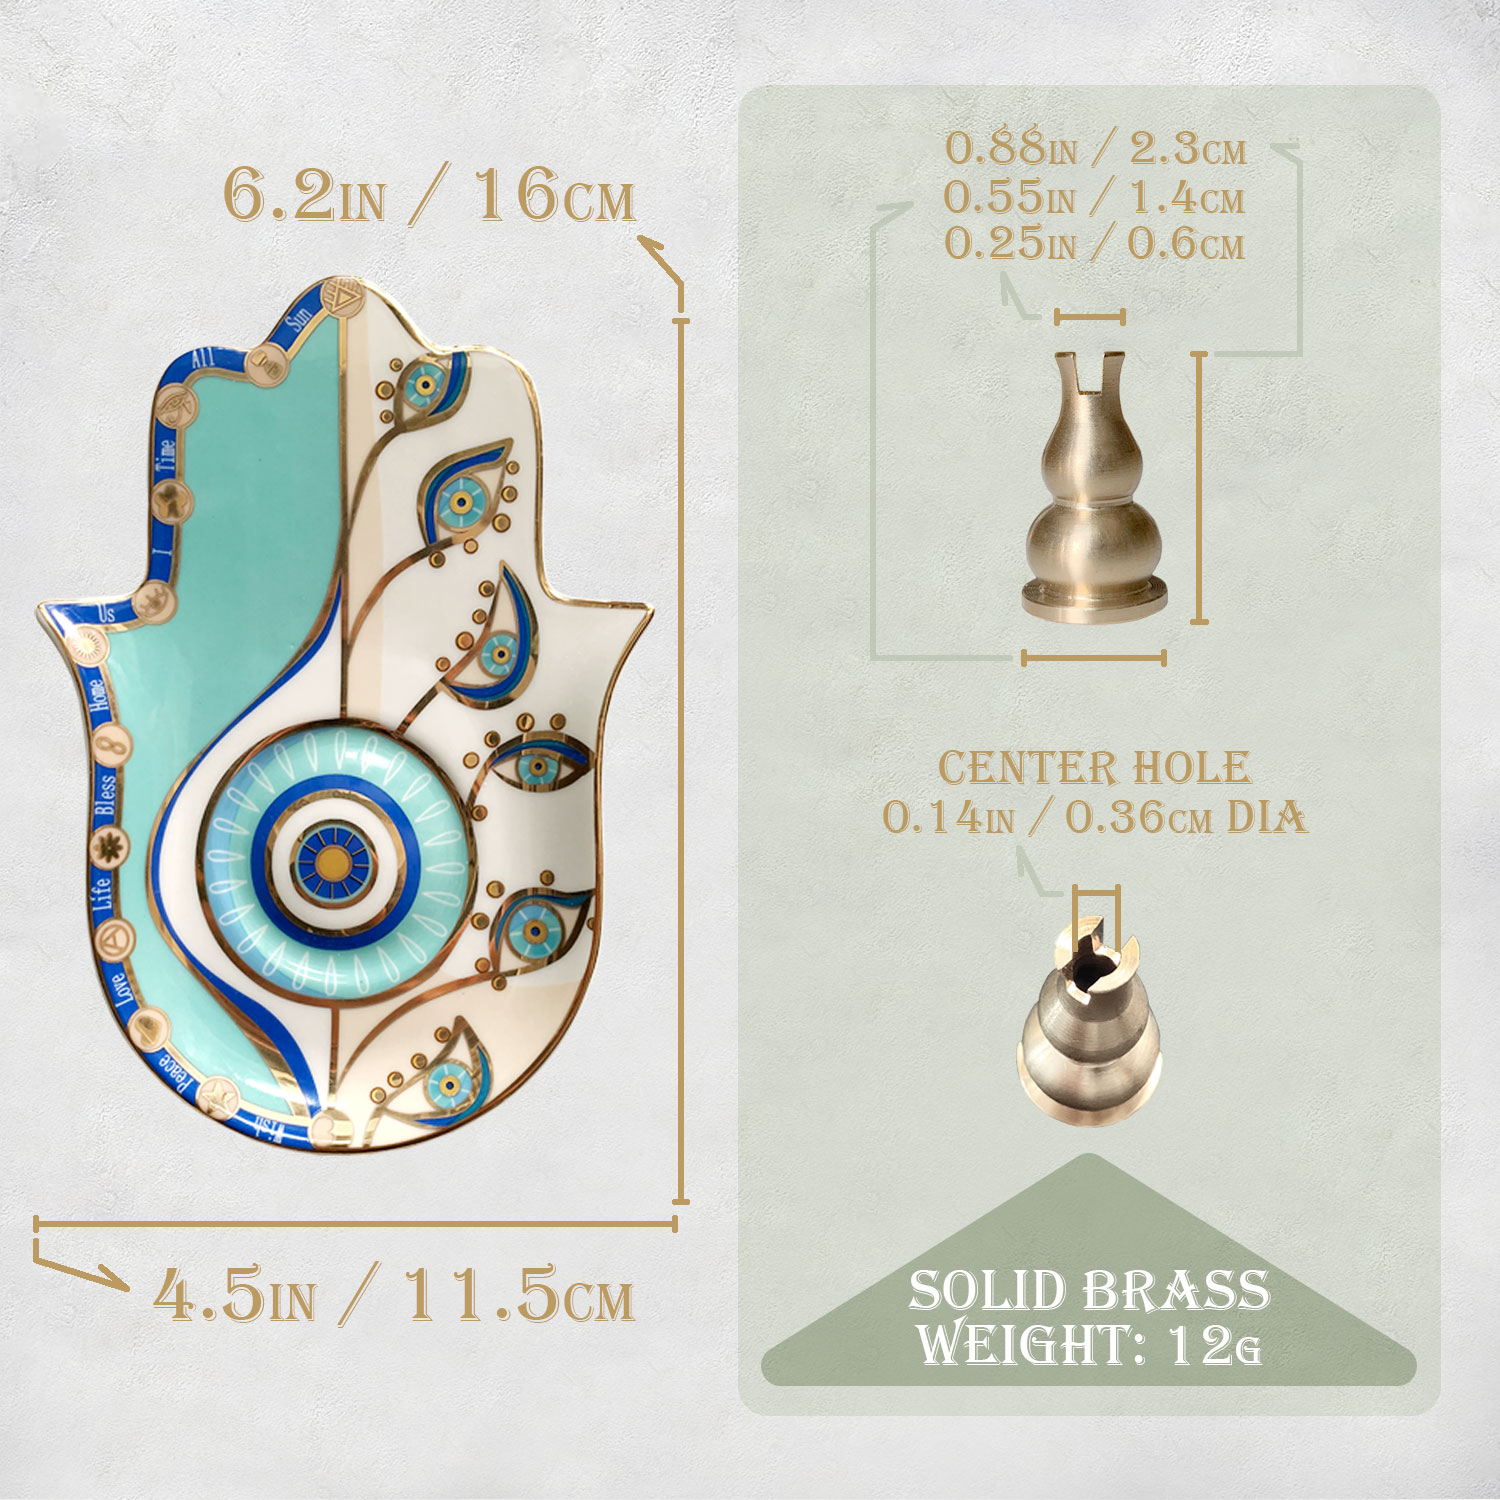 6.2IN / 16CM
4.5IN / 11.5CM
Sun
All
Time
I
Us
Home
Bless
Life
Love
Peace
Wish
0.88IN / 2.3CM
0.55IN / 1.4CM
0.25IN / 0.6CM
CENTER HOLE
0.14IN / 0.36CM DIA
SOLID BRASS
WEIGHT: 12G